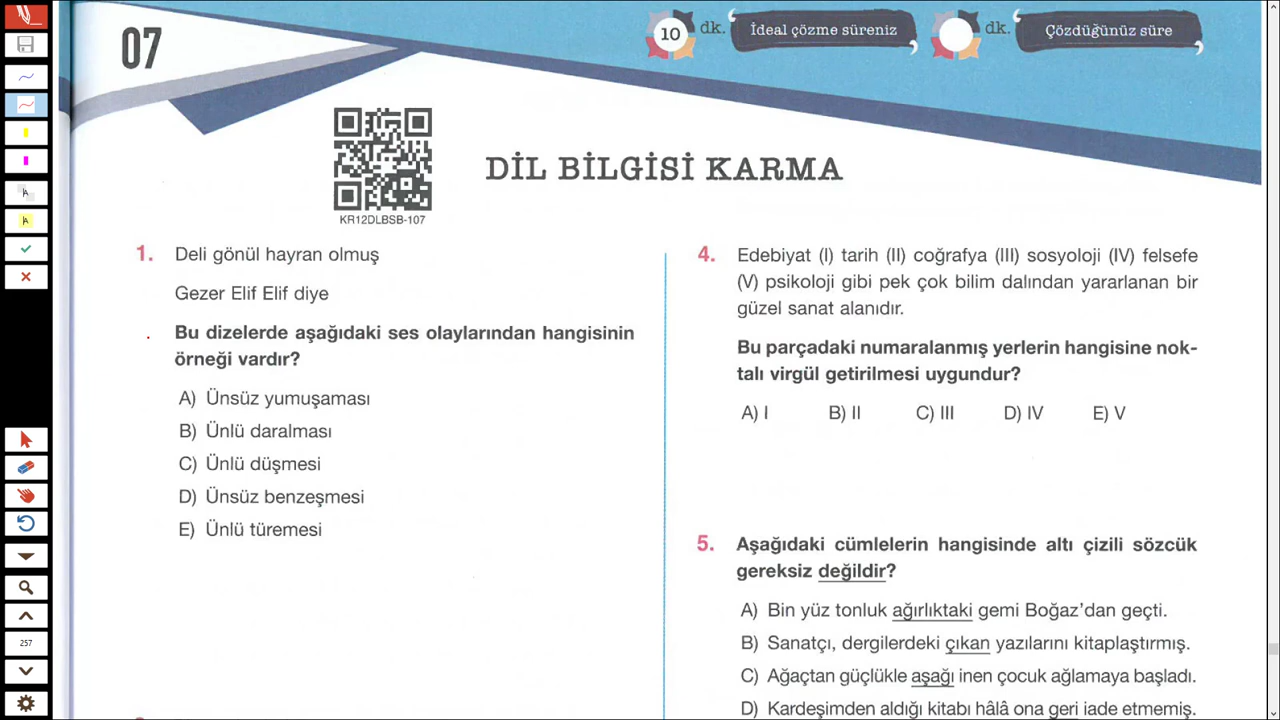 07
10 dk. İdeal çözme süreniz
dk. Çözdüğünüz süre
KR12DLBSB-107
DİL BİLGİSİ KARMA
1. Deli gönül hayran olmuş
Gezer Elif Elif diye
Bu dizelerde aşağıdaki ses olaylarından hangisinin
örneği vardır?
A) Ünsüz yumuşaması
B) Ünlü daralması
C) Ünlü düşmesi
D) Ünsüz benzeşmesi
E) Ünlü türemesi
4. Edebiyat (I) tarih (II) coğrafya (III) sosyoloji (IV) felsefe
(V) psikoloji gibi pek çok bilim dalından yararlanan bir
güzel sanat alanıdır.
Bu parçadaki numaralanmış yerlerin hangisine nok-
talı virgül getirilmesi uygundur?
A) I B) II C) III D) IV E) V
5. Aşağıdaki cümlelerin hangisinde altı çizili sözcük
gereksiz değildir?
A) Bin yüz tonluk ağırlıktaki gemi Boğaz’dan geçti.
B) Sanatçı, dergilerdeki çıkan yazılarını kitaplaştırmış.
C) Ağaçtan güçlükle aşağı inen çocuk ağlamaya başladı.
D) Kardeşimden aldığı kitabı hâlâ ona geri iade etmemiş.
257